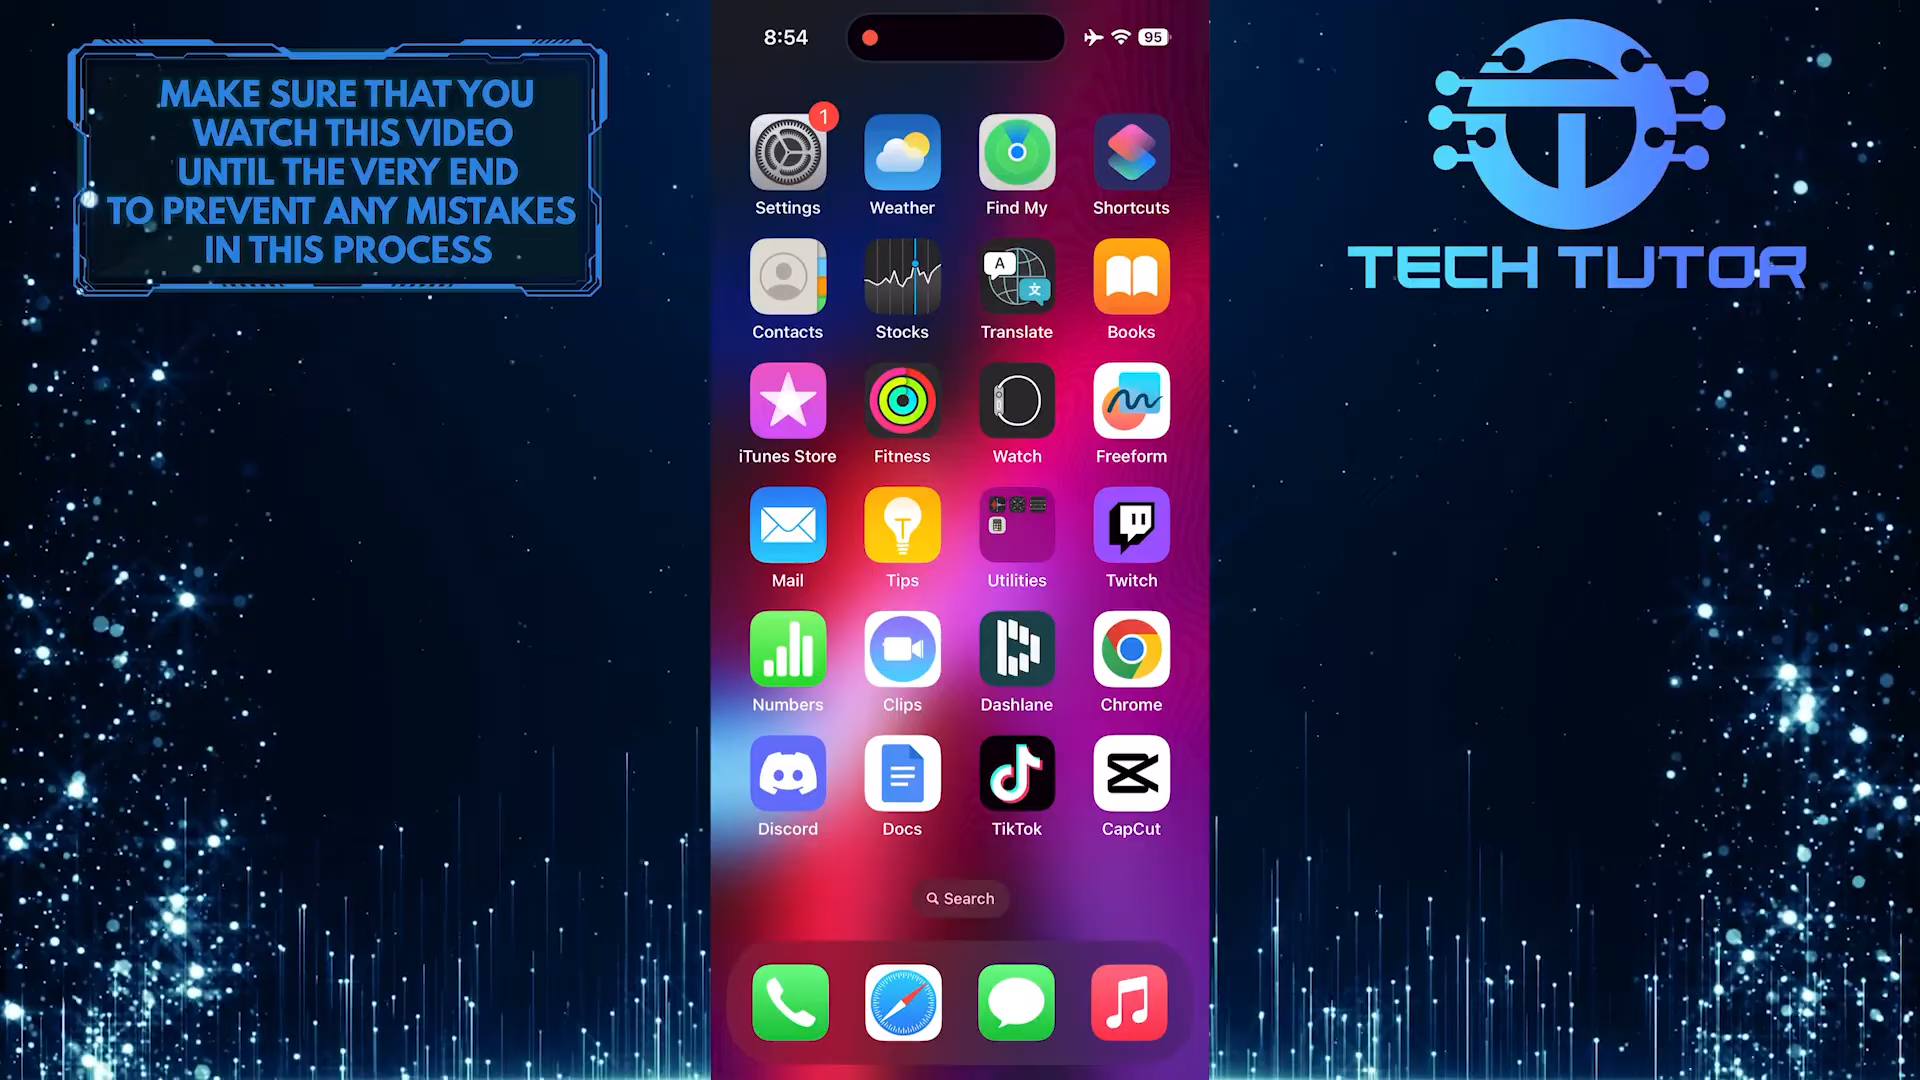 MAKE SURE THAT YOU
WATCH THIS VIDEO
UNTIL THE VERY END
TO PREVENT ANY MISTAKES
IN THIS PROCESS
8:54
95
1
Settings
Weather
Find My
Shortcuts
A
文
Contacts
Stocks
Translate
Books
iTunes Store
Fitness
Watch
Freeform
Mail
Tips
Utilities
Twitch
Numbers
Clips
Dashlane
Chrome
Discord
Docs
TikTok
CapCut
Search
TECH TUTOR